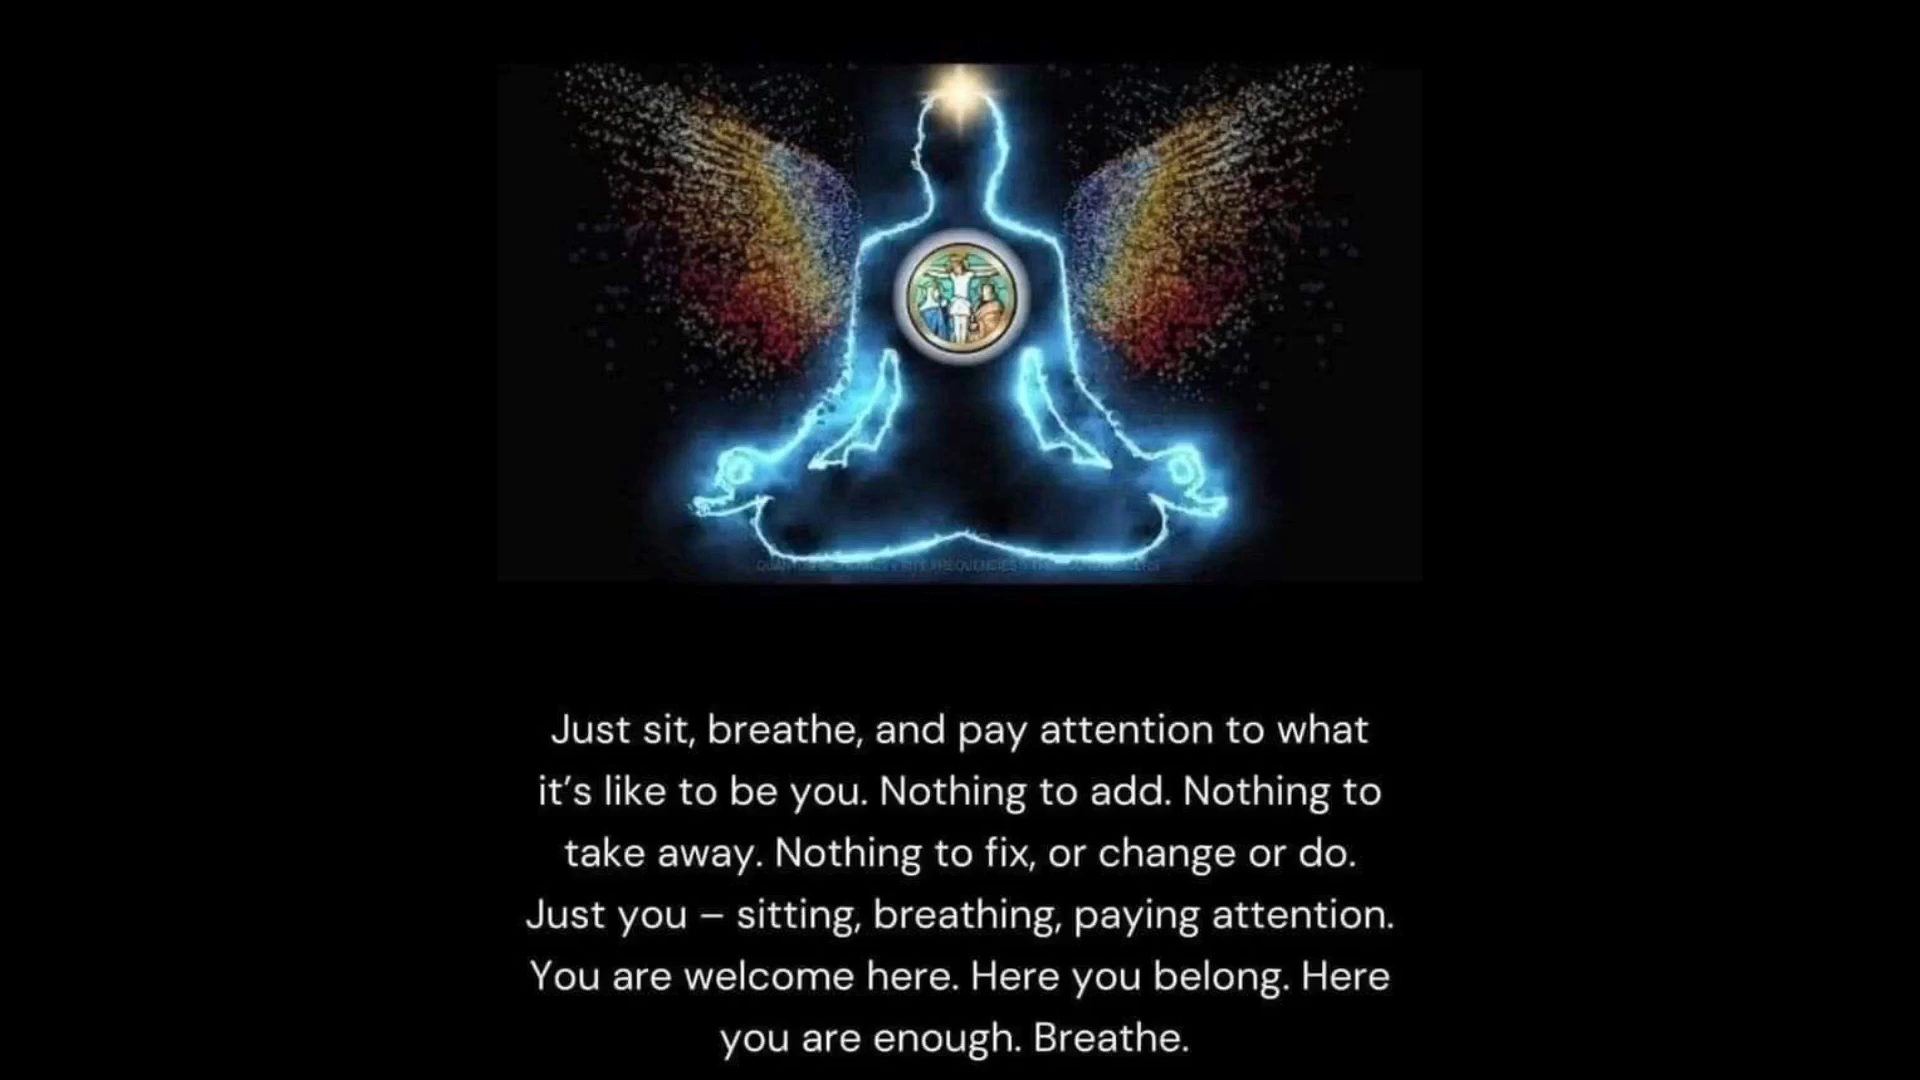 Just sit, breathe, and pay attention to what
it’s like to be you. Nothing to add. Nothing to
take away. Nothing to fix, or change or do.
Just you – sitting, breathing, paying attention.
You are welcome here. Here you belong. Here
you are enough. Breathe.